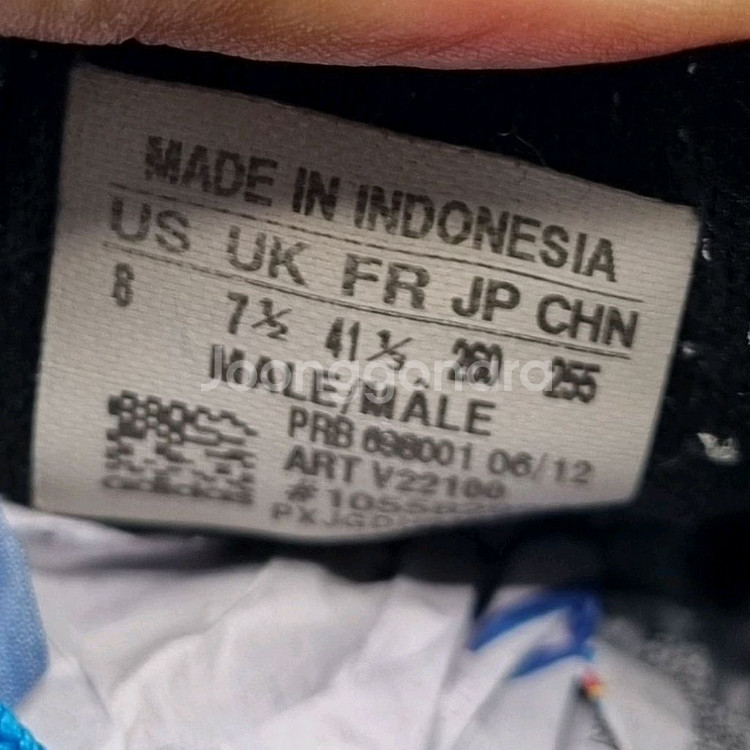 MADE IN INDONESIA
US UK FR JP CHN
8 7½ 41⅓ 260 255
MALE/MÂLE
Joonggonara
PRB 698001 06/12
ART V22100